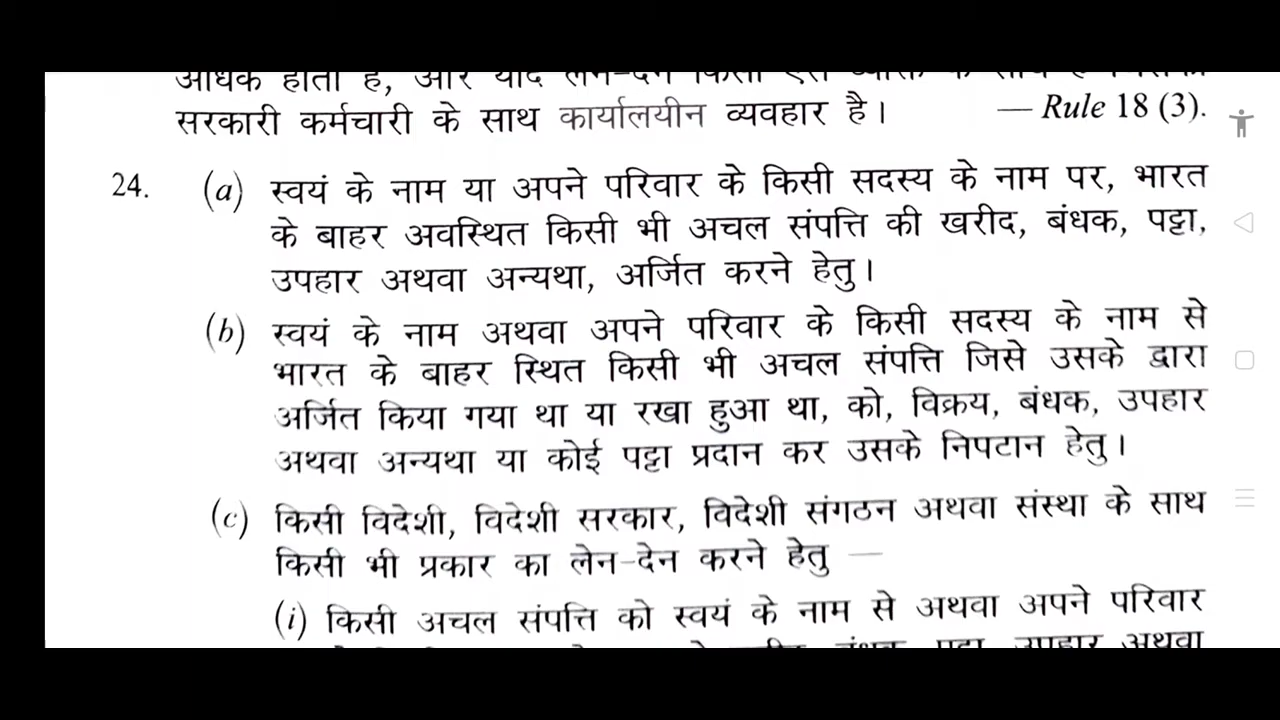 सरकारी कर्मचारी के साथ कार्यालयीन व्यवहार है। — Rule 18 (3).
24. (a) स्वयं के नाम या अपने परिवार के किसी सदस्य के नाम पर, भारत
के बाहर अवस्थित किसी भी अचल संपत्ति की खरीद, बंधक, पट्टा,
उपहार अथवा अन्यथा, अर्जित करने हेतु।
(b) स्वयं के नाम अथवा अपने परिवार के किसी सदस्य के नाम से
भारत के बाहर स्थित किसी भी अचल संपत्ति जिसे उसके द्वारा
अर्जित किया गया था या रखा हुआ था, को, विक्रय, बंधक, उपहार
अथवा अन्यथा या कोई पट्टा प्रदान कर उसके निपटान हेतु।
(c) किसी विदेशी, विदेशी सरकार, विदेशी संगठन अथवा संस्था के साथ
किसी भी प्रकार का लेन-देन करने हेतु —
(i) किसी अचल संपत्ति को स्वयं के नाम से अथवा अपने परिवार